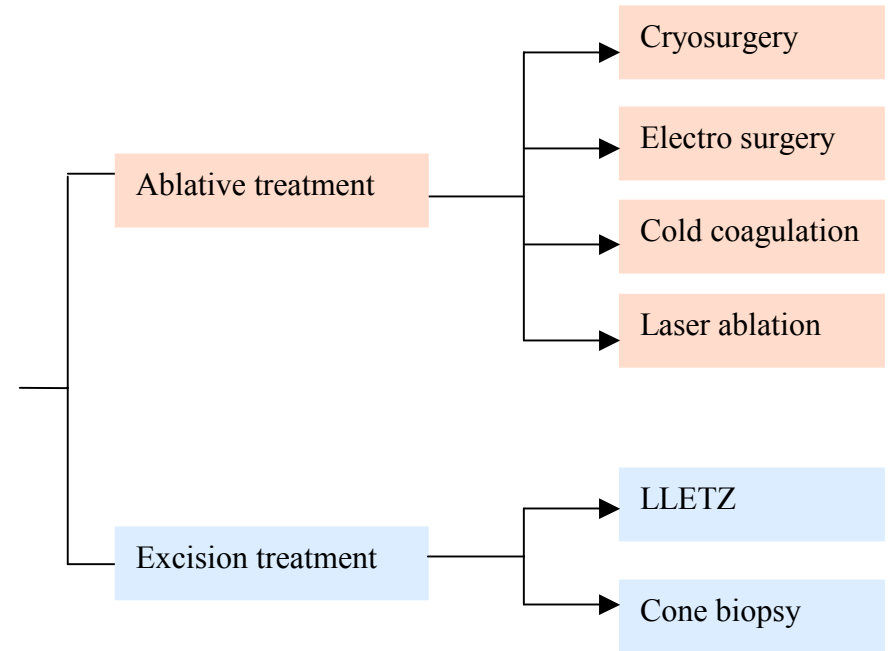 Ablative treatment
Cryosurgery
Electro surgery
Cold coagulation
Laser ablation
Excision treatment
LLETZ
Cone biopsy